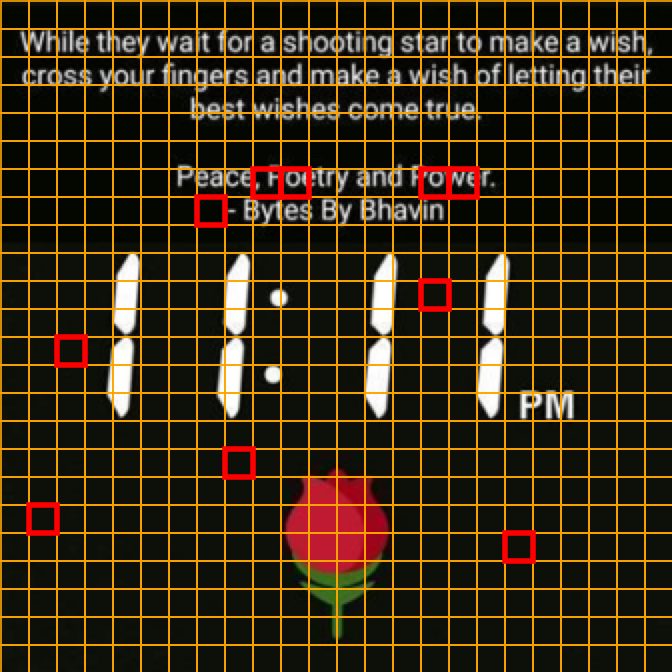 While they wait for a shooting star to make a wish,
cross your fingers and make a wish of letting their
best wishes come true.
Peace, Poetry and Power.
- Bytes By Bhavin
11:11 PM